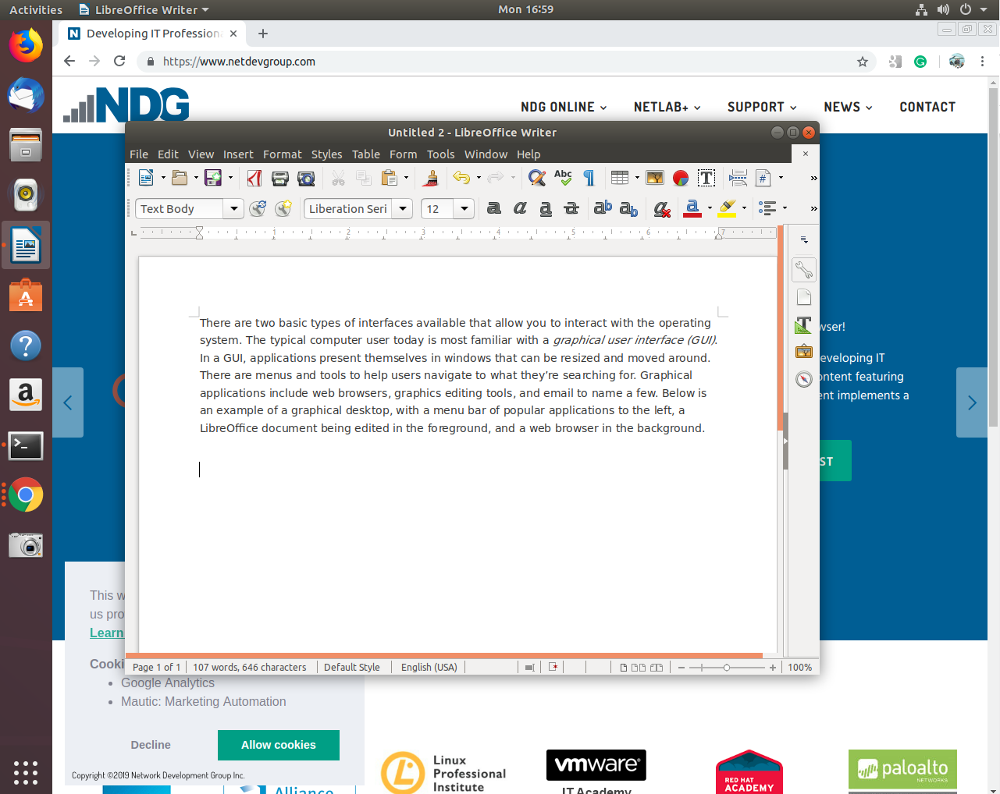 Activities LibreOffice Writer Mon 16:59
Developing IT Profession
https://www.netdevgroup.com
NDG
NDG ONLINE NETLAB+ SUPPORT NEWS CONTACT
Untitled 2 - LibreOffice Writer
File Edit View Insert Format Styles Table Form Tools Window Help
Abc
Text Body Liberation Seri 12
1 2 3 4 5 6 7
There are two basic types of interfaces available that allow you to interact with the operating
system. The typical computer user today is most familiar with a graphical user interface (GUI).
In a GUI, applications present themselves in windows that can be resized and moved around.
There are menus and tools to help users navigate to what they’re searching for. Graphical
applications include web browsers, graphics editing tools, and email to name a few. Below is
an example of a graphical desktop, with a menu bar of popular applications to the left, a
LibreOffice document being edited in the foreground, and a web browser in the background.
wser!
eveloping IT
ontent featuring
ent implements a
ST
This w
us pro
Learn
Page 1 of 1 107 words, 646 characters Default Style English (USA) 100%
Cooki
Google Analytics
Mautic: Marketing Automation
Decline Allow cookies
Copyright ©2019 Network Development Group Inc.
Linux
Professional
Institute
vmware
IT Academy
RED HAT
ACADEMY
paloalto
NETWORKS
Alliance